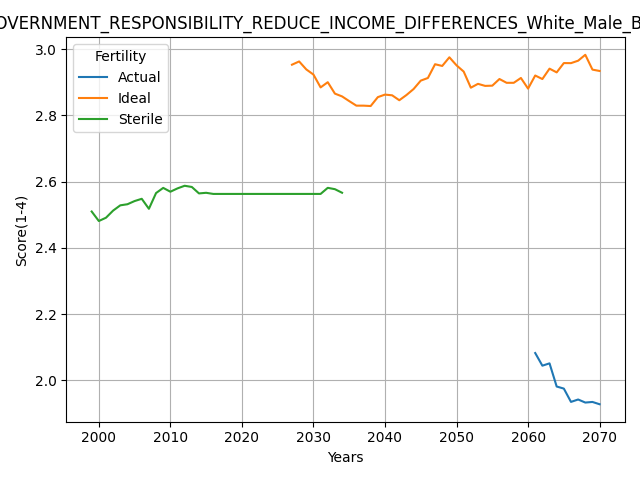 OVERNMENT_RESPONSIBILITY_REDUCE_INCOME_DIFFERENCES_White_Male_B
Fertility
Actual
Ideal
Sterile
3.0
2.8
2.6
2.4
2.2
2.0
Score(1-4)
2000 2010 2020 2030 2040 2050 2060 2070
Years